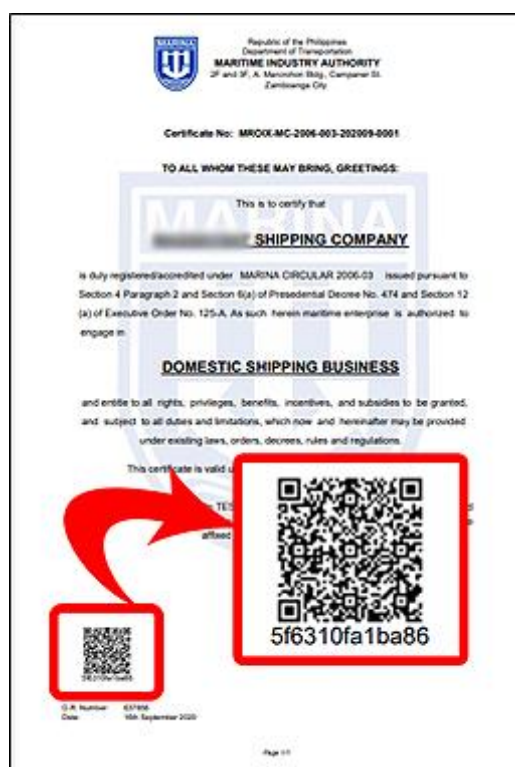 MARINA
Republic of the Philippines
Department of Transportation
MARITIME INDUSTRY AUTHORITY
2F and 3F, A. Marcohon Bldg., Campaner St.
Zamboanga City
Certificate No: MROIX-MC-2006-003-202009-0001
TO ALL WHOM THESE MAY BRING, GREETINGS:
This is to certify that
MARINA
SHIPPING COMPANY
is duly registered/accredited under MARINA CIRCULAR 2006-03 issued pursuant to
Section 4 Paragraph 2 and Section 6(a) of Presedential Decree No. 474 and Section 12
(a) of Executive Order No. 125-A. As such herein maritime enterprise is authorized to
engage in
DOMESTIC SHIPPING BUSINESS
and entitle to all rights, privileges, benefits, incentives, and subsidies to be granted,
and subject to all duties and limitations, which now and hereinafter may be provided
under existing laws, orders, decrees, rules and regulations.
This certificate is valid
affixed
5f6310fa1ba86
5f6310fa1ba86
O.R. Number
Date: 16th September 2020
Page 1/1